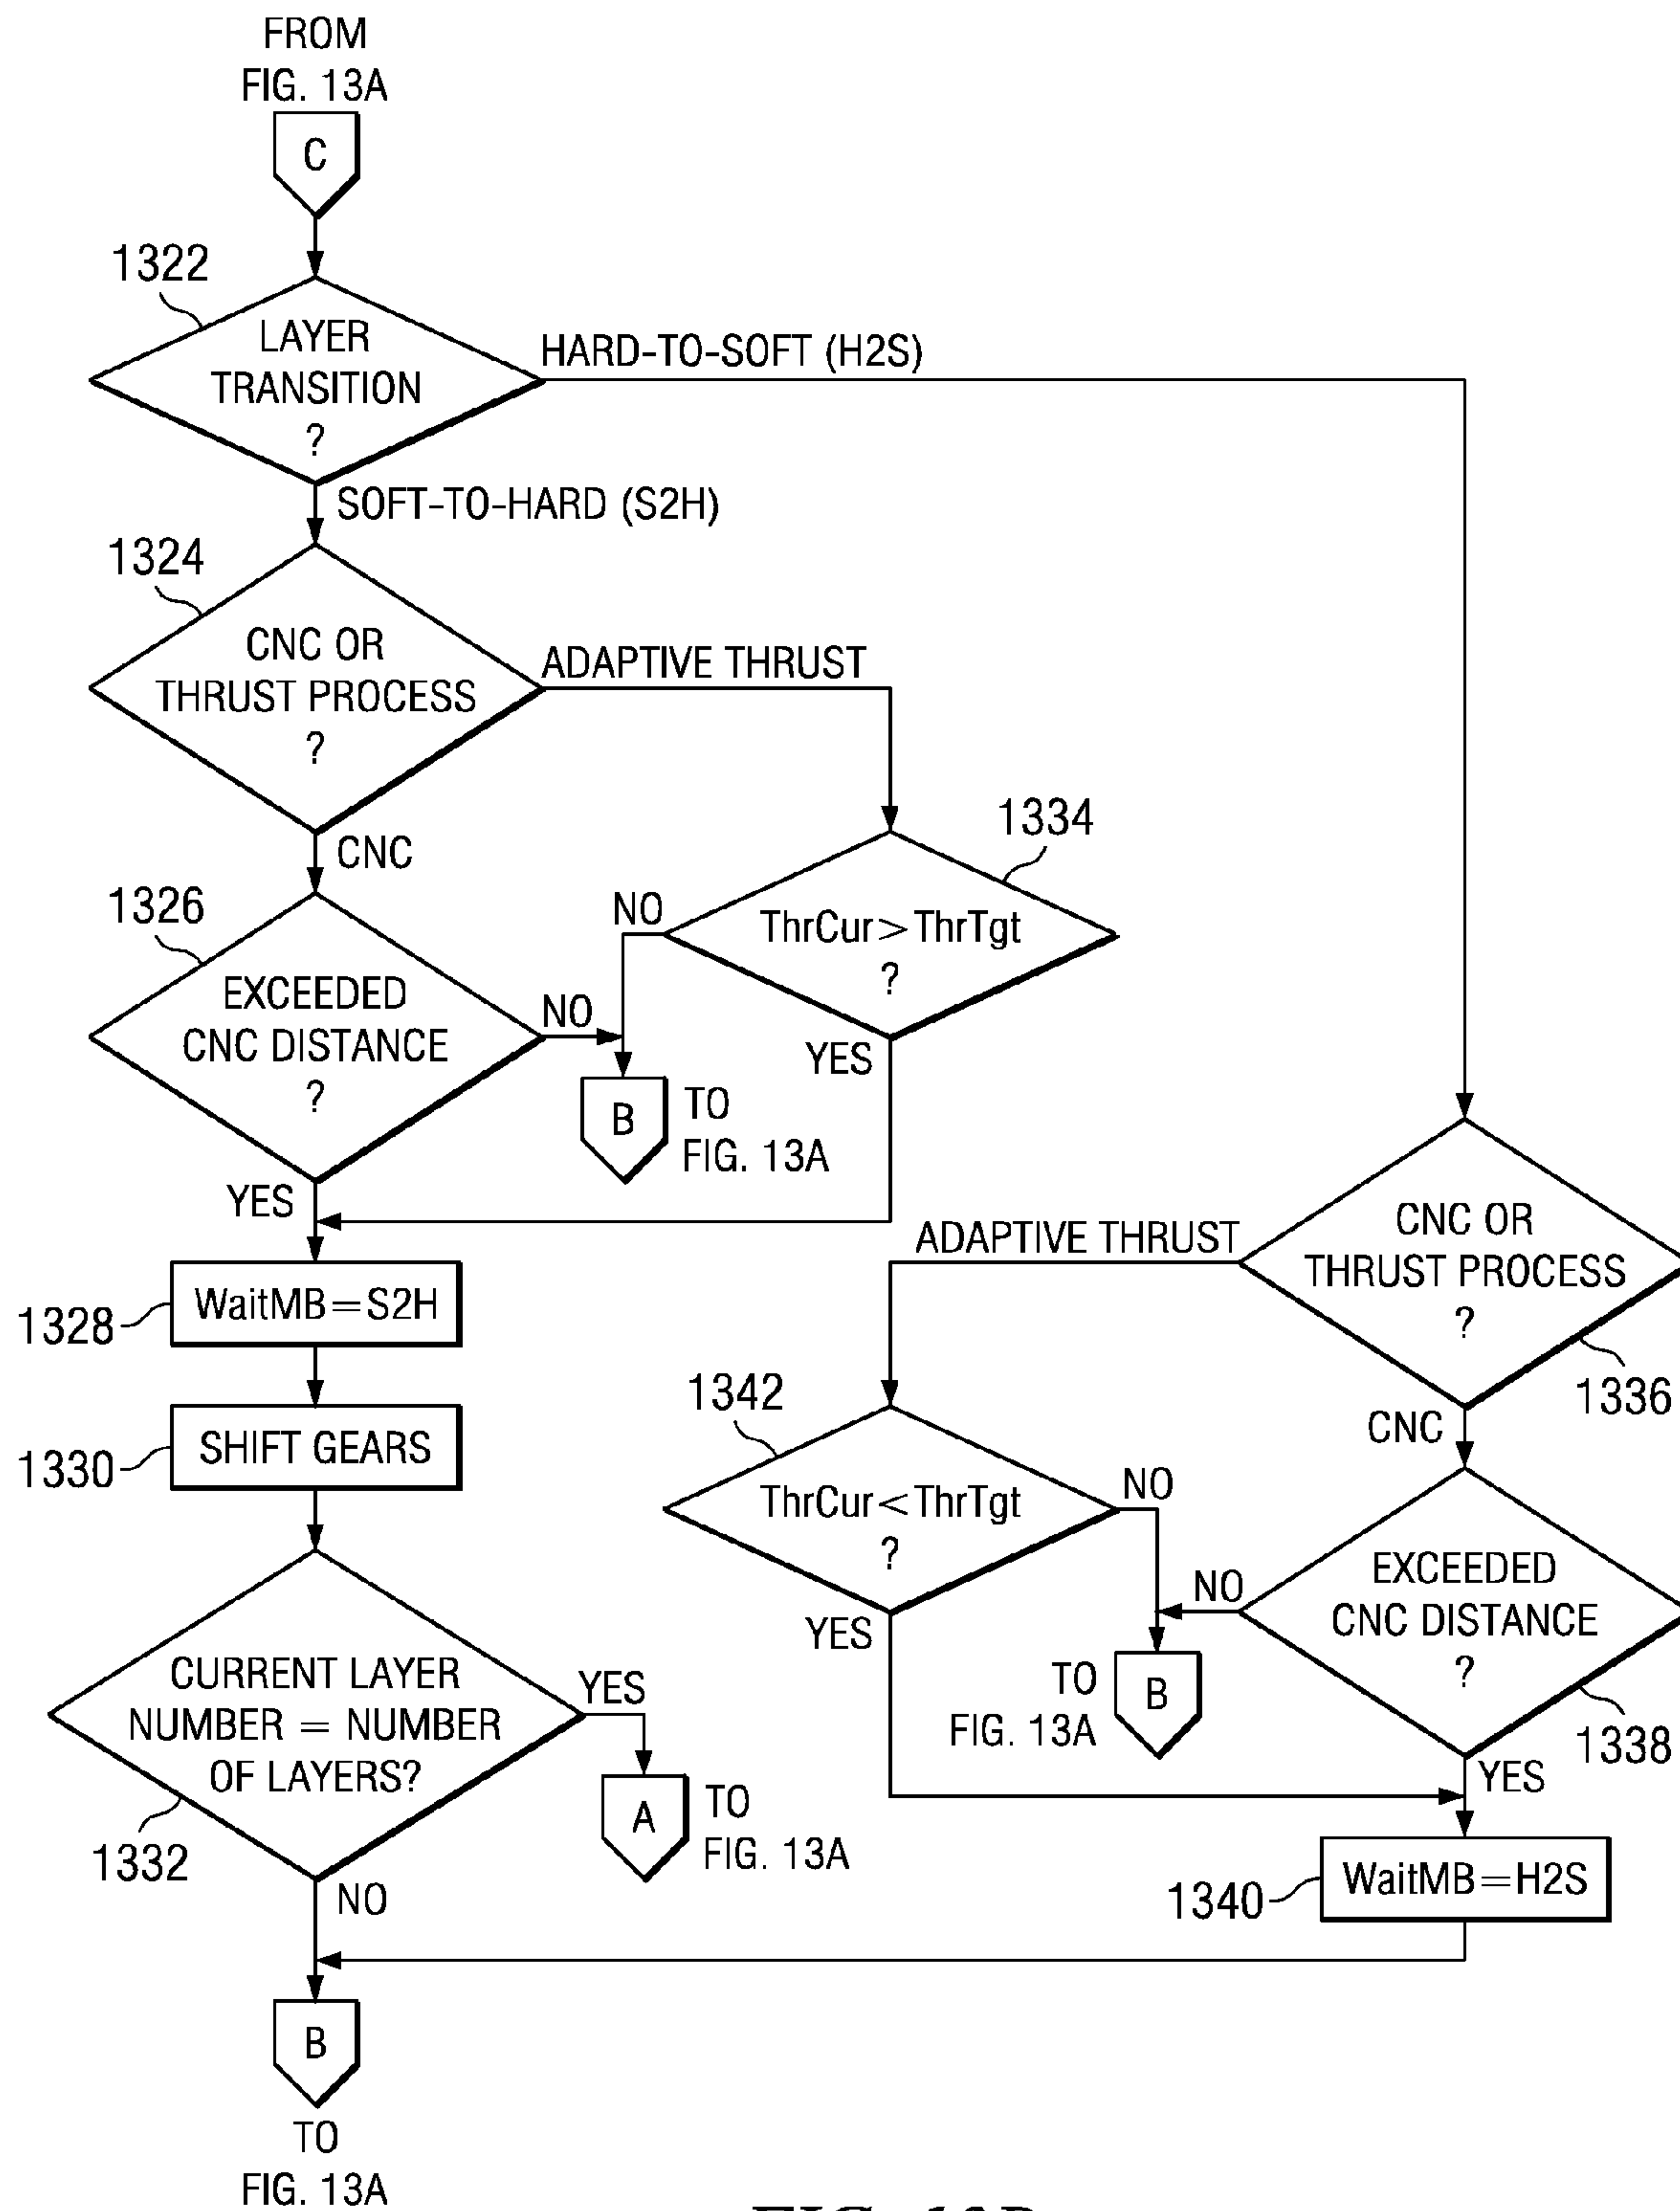 FROM
FIG. 13A
C
1322
LAYER
TRANSITION
?
HARD-TO-SOFT (H2S)
SOFT-TO-HARD (S2H)
1324
CNC OR
THRUST PROCESS
?
ADAPTIVE THRUST
CNC
1334
ThrCur>ThrTgt
?
NO
YES
1326
EXCEEDED
CNC DISTANCE
?
NO
B
TO
FIG. 13A
YES
1328
WaitMB=S2H
1330
SHIFT GEARS
CURRENT LAYER
NUMBER = NUMBER
OF LAYERS?
1332
YES
A
TO
FIG. 13A
NO
B
TO
FIG. 13A
CNC OR
THRUST PROCESS
?
1336
ADAPTIVE THRUST
CNC
1342
ThrCur<ThrTgt
?
NO
YES
EXCEEDED
CNC DISTANCE
?
1338
NO
TO
FIG. 13A
B
YES
1340
WaitMB=H2S